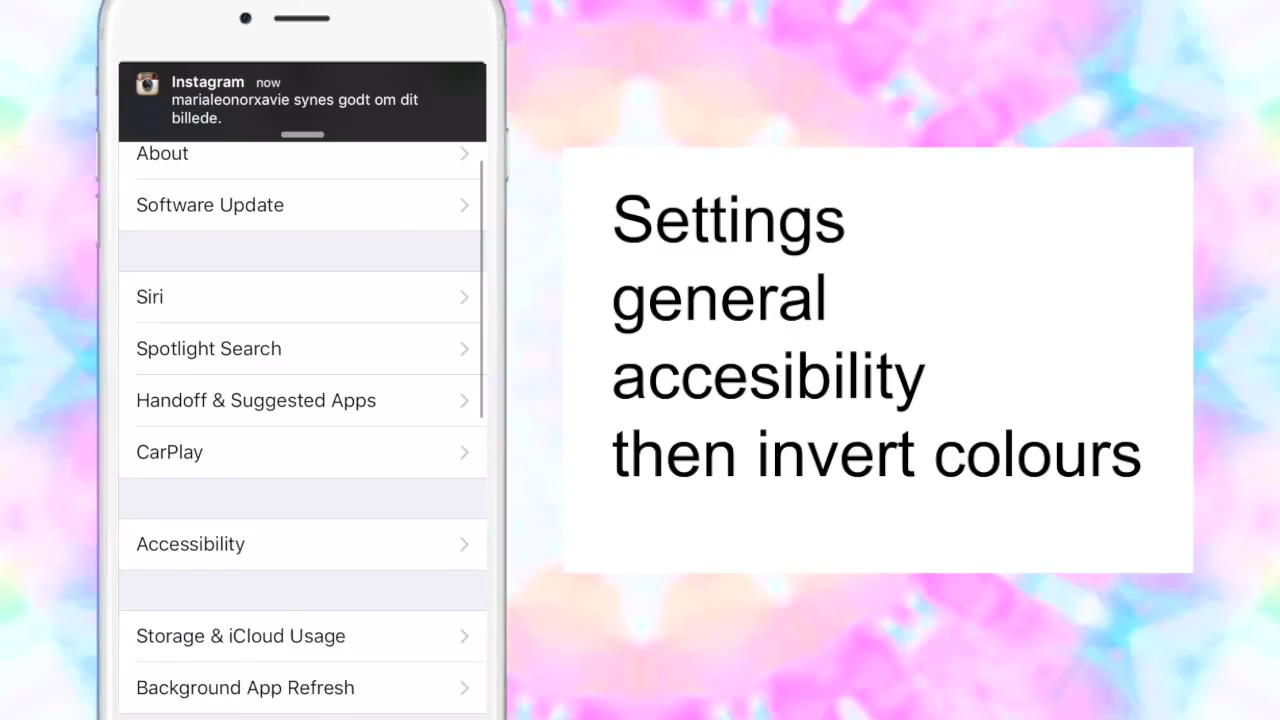 Instagram now
marialeonorxavie synes godt om dit
billede.
About
Software Update
Siri
Spotlight Search
Handoff & Suggested Apps
CarPlay
Accessibility
Storage & iCloud Usage
Background App Refresh
Settings
general
accesibility
then invert colours